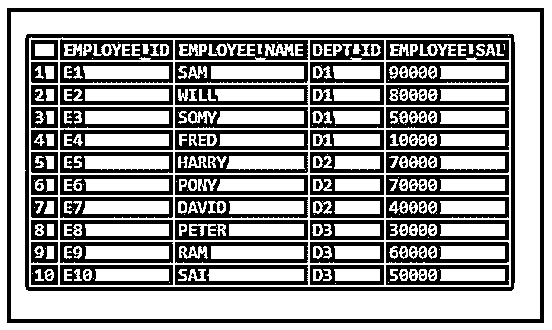 EMPLOYEE_ID EMPLOYEE_NAME DEPT_ID EMPLOYEE_SAL
1 E1 SAM D1 90000
2 E2 WILL D1 80000
3 E3 SOMY D1 50000
4 E4 FRED D1 10000
5 E5 HARRY D2 70000
6 E6 PONY D2 70000
7 E7 DAVID D2 40000
8 E8 PETER D3 30000
9 E9 RAM D3 60000
10 E10 SAI D3 50000